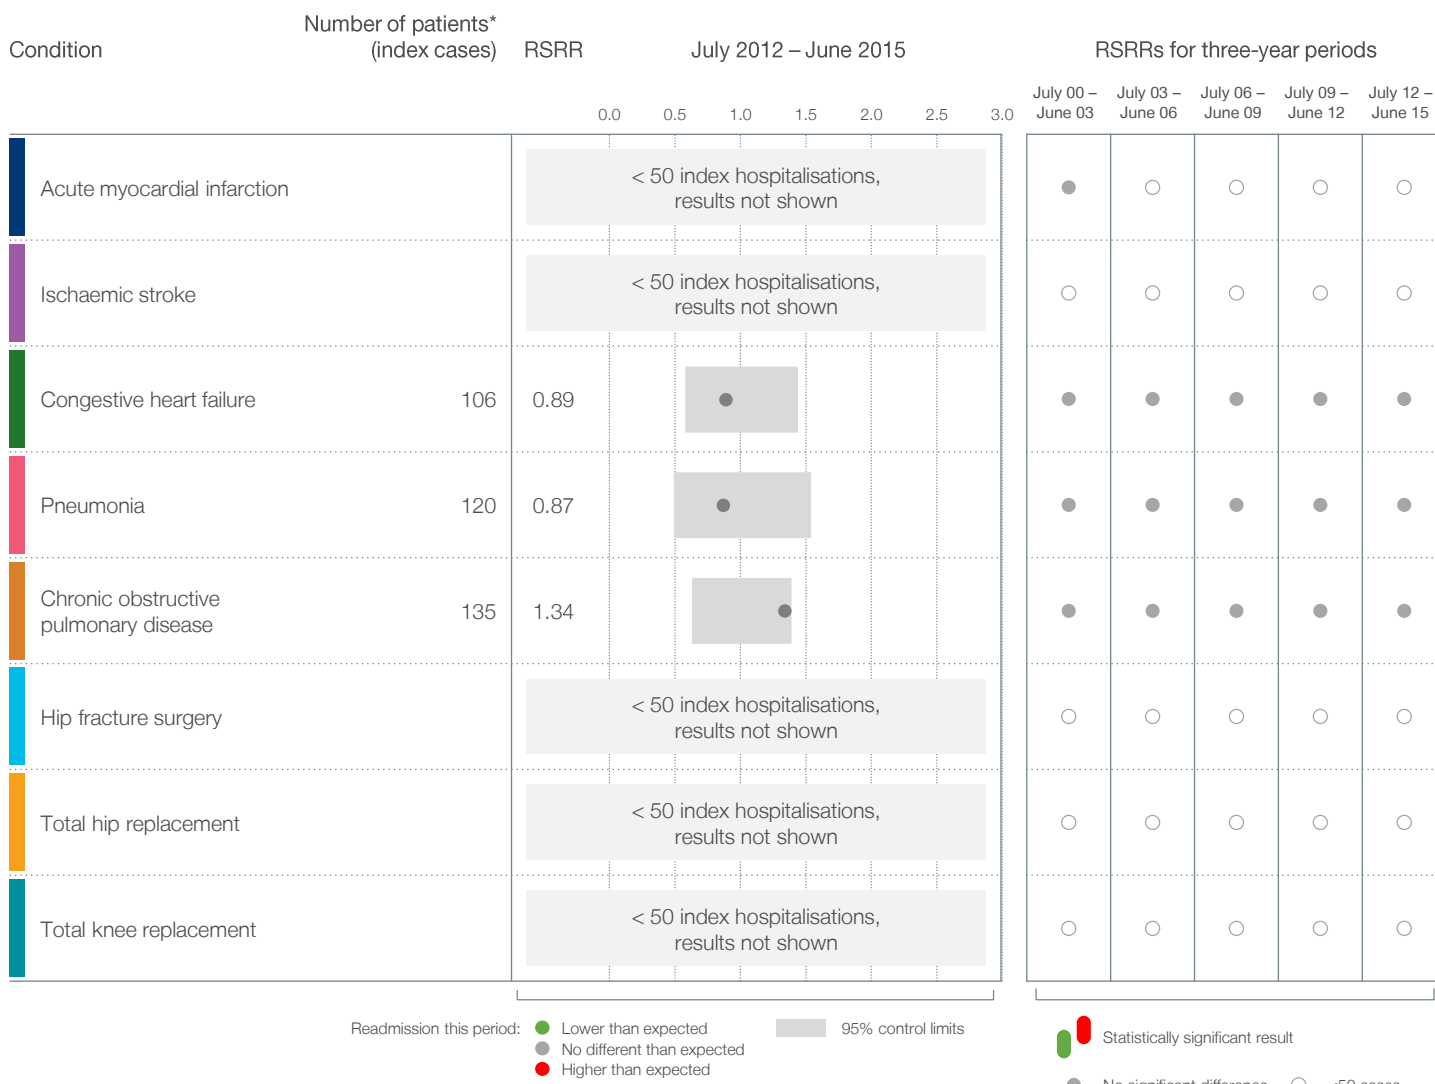 Condition
Number of patients*
(index cases)
RSRR
July 2012 – June 2015
RSRRs for three-year periods
July 00 –
June 03
July 03 –
June 06
July 06 –
June 09
July 09 –
June 12
July 12 –
June 15
0.0 0.5 1.0 1.5 2.0 2.5 3.0
Acute myocardial infarction
< 50 index hospitalisations,
results not shown
Ischaemic stroke
< 50 index hospitalisations,
results not shown
Congestive heart failure 106 0.89
Pneumonia 120 0.87
Chronic obstructive
pulmonary disease
135 1.34
Hip fracture surgery
< 50 index hospitalisations,
results not shown
Total hip replacement
< 50 index hospitalisations,
results not shown
Total knee replacement
< 50 index hospitalisations,
results not shown
Readmission this period:
Lower than expected
No different than expected
Higher than expected
95% control limits
Statistically significant result
No significant difference
<50 cases